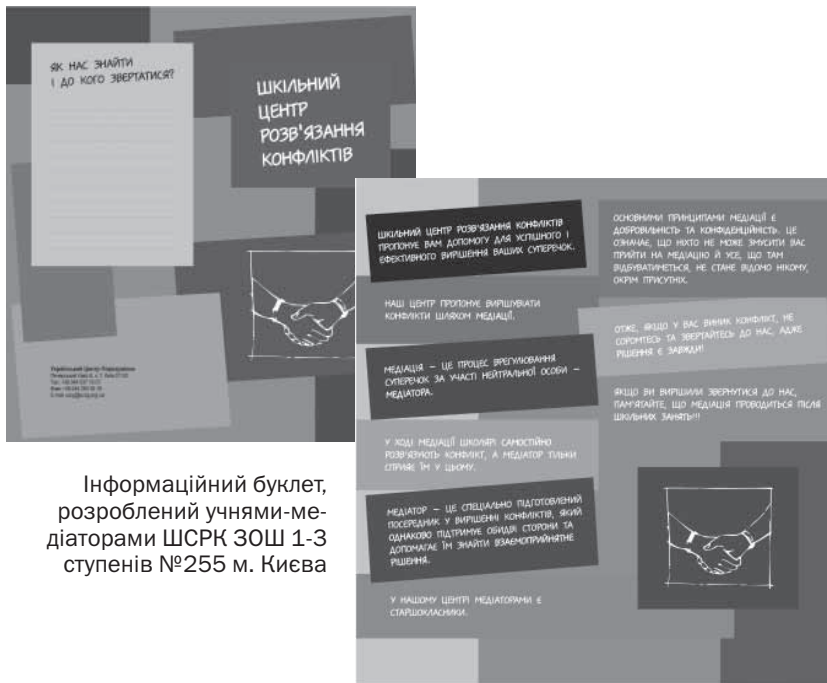 ЯК НАС ЗНАЙТИ
І ДО КОГО ЗВЕРТАТИСЯ?
ШКІЛЬНИЙ
ЦЕНТР
РОЗВ'ЯЗАННЯ
КОНФЛІКТІВ
Український Центр Порозуміння
ШКІЛЬНИЙ ЦЕНТР РОЗВ'ЯЗАННЯ КОНФЛІКТІВ
ПРОПОНУЄ ВАМ ДОПОМОГУ ДЛЯ УСПІШНОГО І
ЕФЕКТИВНОГО ВИРІШЕННЯ ВАШИХ СУПЕРЕЧОК.
НАШ ЦЕНТР ПРОПОНУЄ ВИРІШУВАТИ
КОНФЛІКТИ ШЛЯХОМ МЕДІАЦІЇ.
МЕДІАЦІЯ – ЦЕ ПРОЦЕС ВРЕГУЛЮВАННЯ
СУПЕРЕЧОК ЗА УЧАСТІ НЕЙТРАЛЬНОЇ ОСОБИ –
МЕДІАТОРА.
У ХОДІ МЕДІАЦІЇ ШКОЛЯРІ САМОСТІЙНО
РОЗВ'ЯЗУЮТЬ КОНФЛІКТ, А МЕДІАТОР ТІЛЬКИ
СПРИЯЄ ЇМ У ЦЬОМУ.
МЕДІАТОР – ЦЕ СПЕЦІАЛЬНО ПІДГОТОВЛЕНИЙ
ПОСЕРЕДНИК У ВИРІШЕННІ КОНФЛІКТІВ, ЯКИЙ
ОДНАКОВО ПІДТРИМУЄ ОБИДВІ СТОРОНИ ТА
ДОПОМАГАЄ ЇМ ЗНАЙТИ ВЗАЄМОПРИЙНЯТНЕ
РІШЕННЯ.
У НАШОМУ ЦЕНТРІ МЕДІАТОРАМИ Є
СТАРШОКЛАСНИКИ.
ОСНОВНИМИ ПРИНЦИПАМИ МЕДІАЦІЇ Є
ДОБРОВІЛЬНІСТЬ ТА КОНФІДЕНЦІЙНІСТЬ. ЦЕ
ОЗНАЧАЄ, ЩО НІХТО НЕ МОЖЕ ЗМУСИТИ ВАС
ПРИЙТИ НА МЕДІАЦІЮ Й УСЕ, ЩО ТАМ
ВІДБУВАТИМЕТЬСЯ, НЕ СТАНЕ ВІДОМО НІКОМУ,
ОКРІМ ПРИСУТНІХ.
ОТЖЕ, ЯКЩО У ВАС ВИНИК КОНФЛІКТ, НЕ
СОРОМТЕСЬ ТА ЗВЕРТАЙТЕСЬ ДО НАС, АДЖЕ
РІШЕННЯ Є ЗАВЖДИ!
ЯКЩО ВИ ВИРІШИЛИ ЗВЕРНУТИСЯ ДО НАС,
ПАМ'ЯТАЙТЕ, ЩО МЕДІАЦІЯ ПРОВОДИТЬСЯ ПІСЛЯ
ШКІЛЬНИХ ЗАНЯТЬ!!!
Інформаційний буклет,
розроблений учнями-ме-
діаторами ШСРК ЗОШ 1-3
ступенів №255 м. Києва